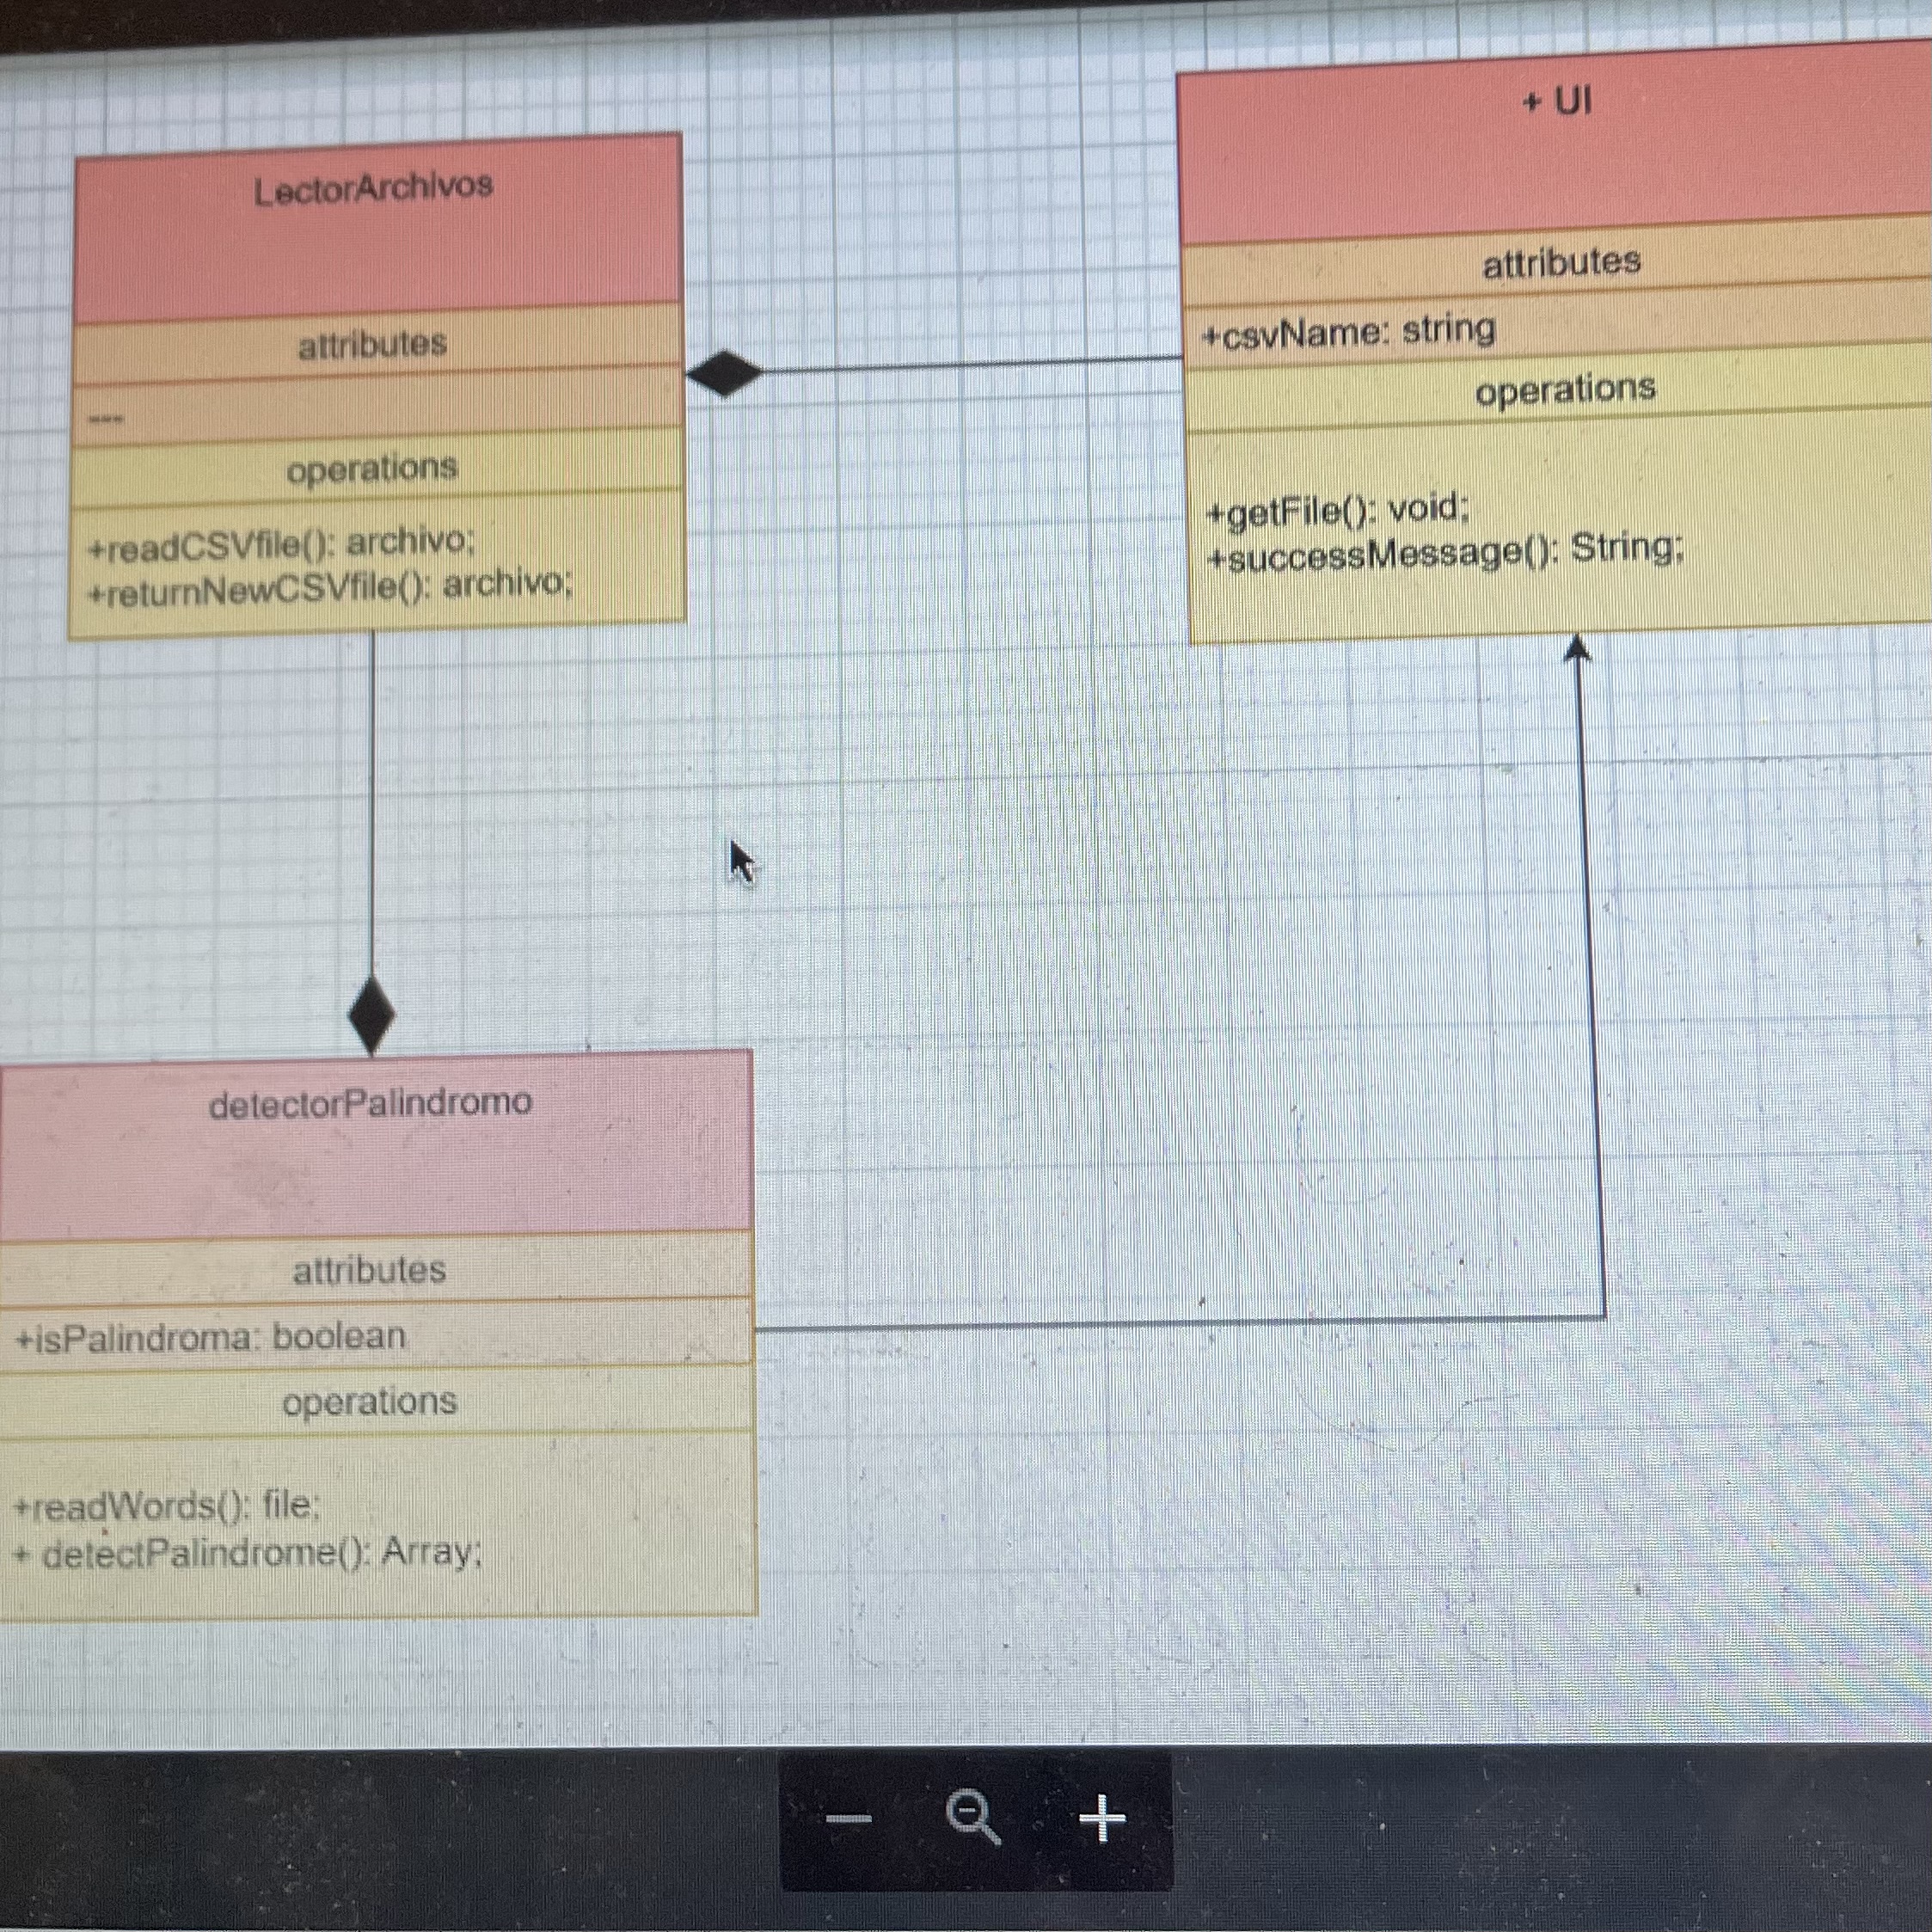 LectorArchivos
attributes
---
operations
+readCSVfile(): archivo;
+returnNewCSVfile(): archivo;
+ UI
attributes
+csvName: string
operations
+getFile(): void;
+successMessage(): String;
detectorPalindromo
attributes
+isPalindroma: boolean
operations
+readWords(): file;
+ detectPalindrome(): Array;